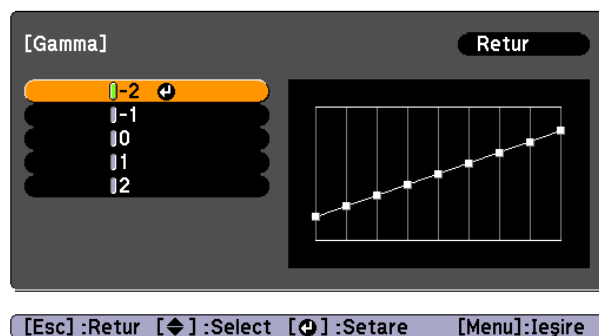 [Gamma] Retur
-2
-1
0
1
2
[Esc] :Retur [◆] :Select [↵] :Setare [Menu]:Ieşire